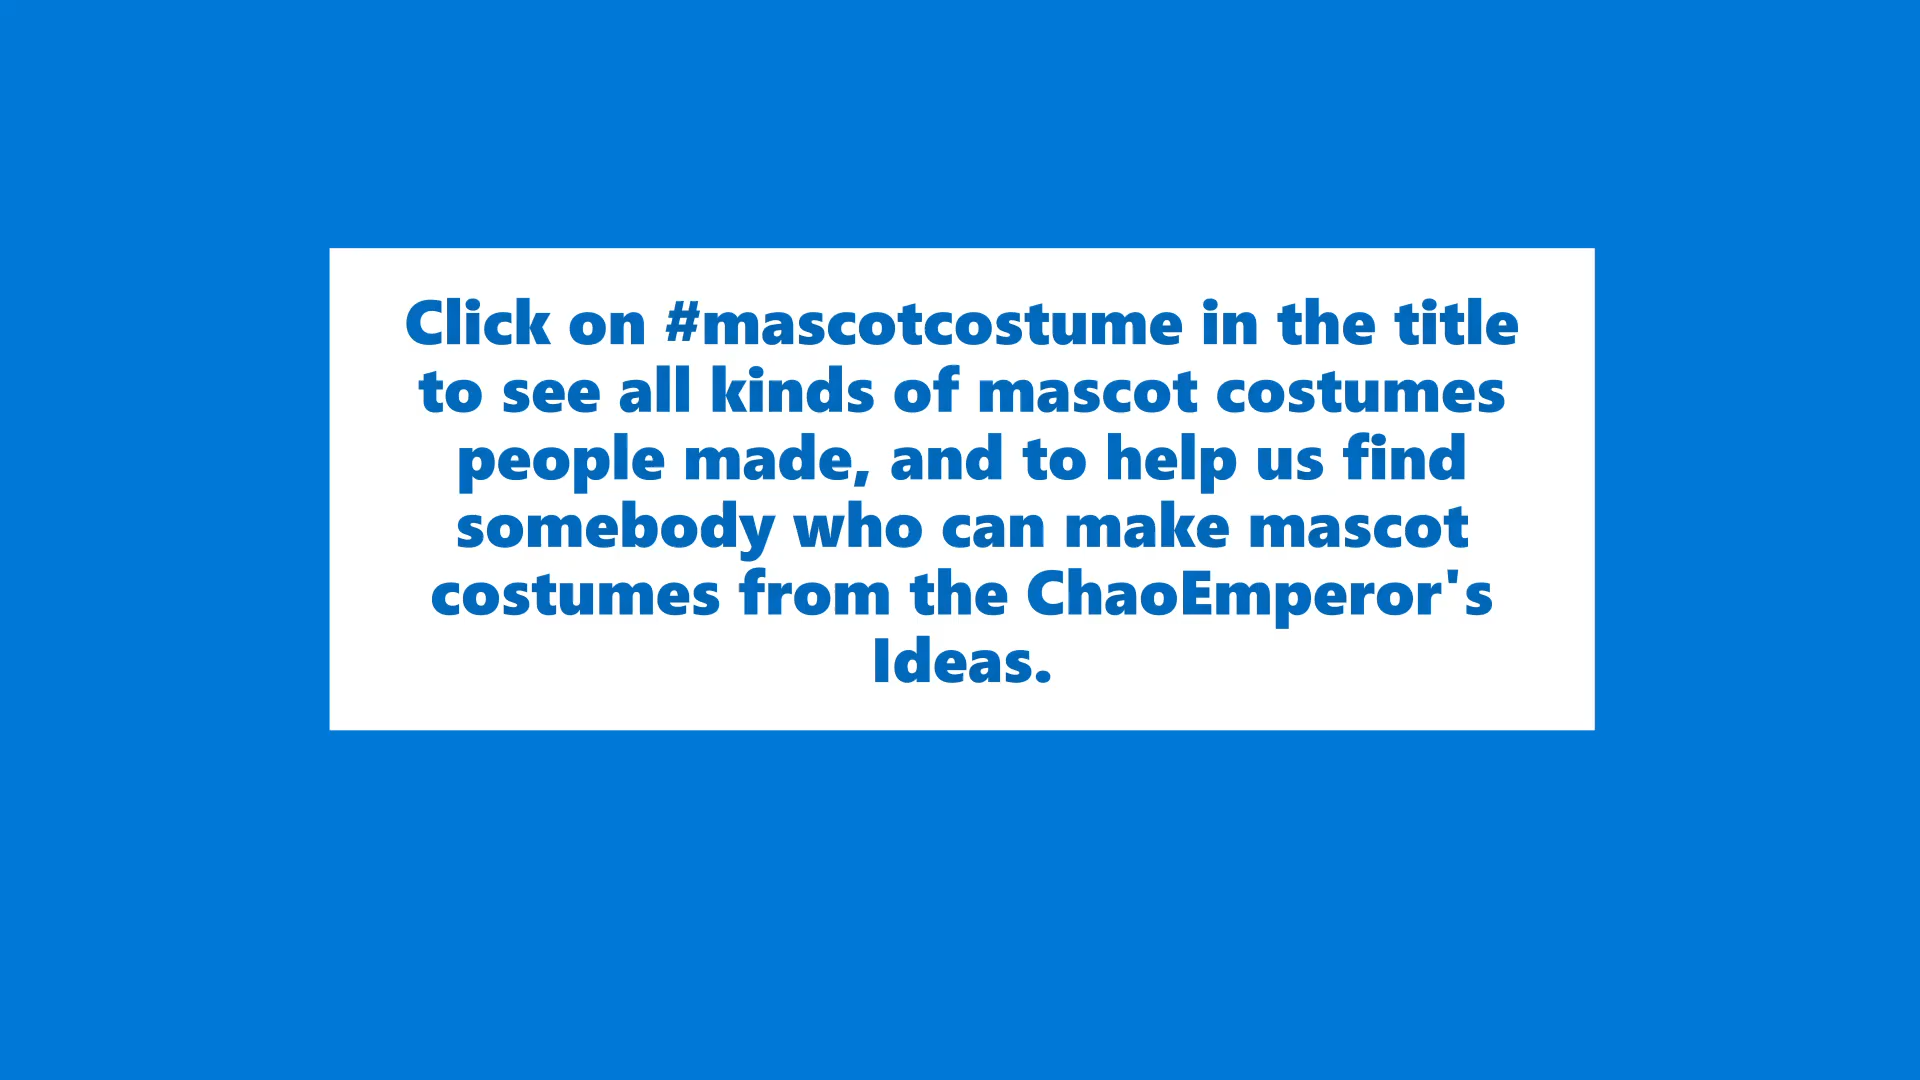 Click on #mascotcostume in the title
to see all kinds of mascot costumes
people made, and to help us find
somebody who can make mascot
costumes from the ChaoEmperor's
Ideas.